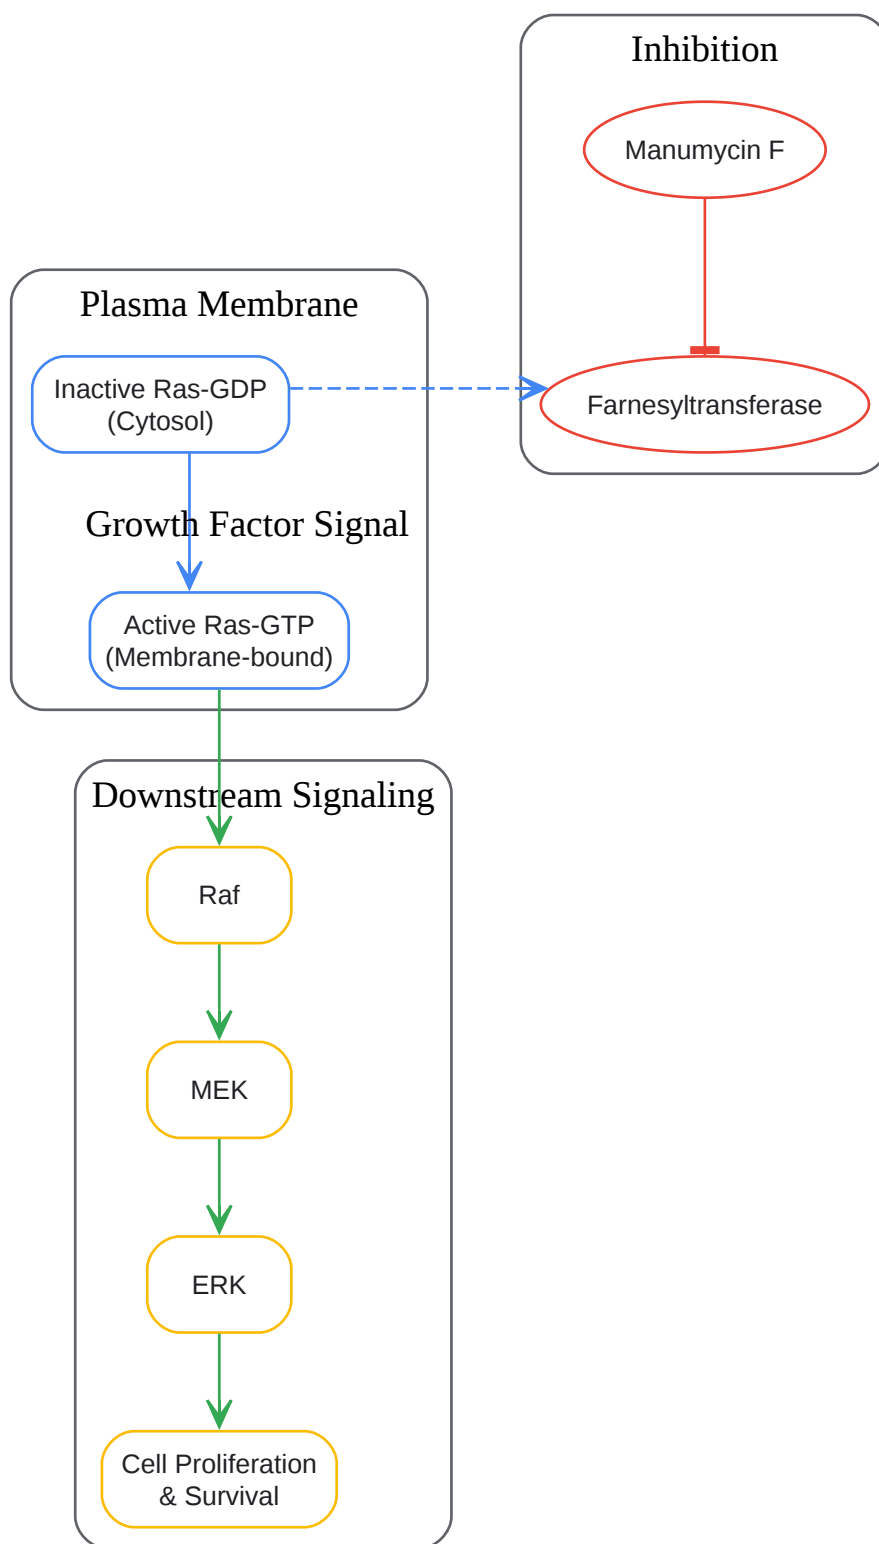 Inhibition
Manumycin F
Farnesyltransferase
Plasma Membrane
Inactive Ras-GDP
(Cytosol)
Growth Factor Signal
Active Ras-GTP
(Membrane-bound)
Downstream Signaling
Raf
MEK
ERK
Cell Proliferation
& Survival